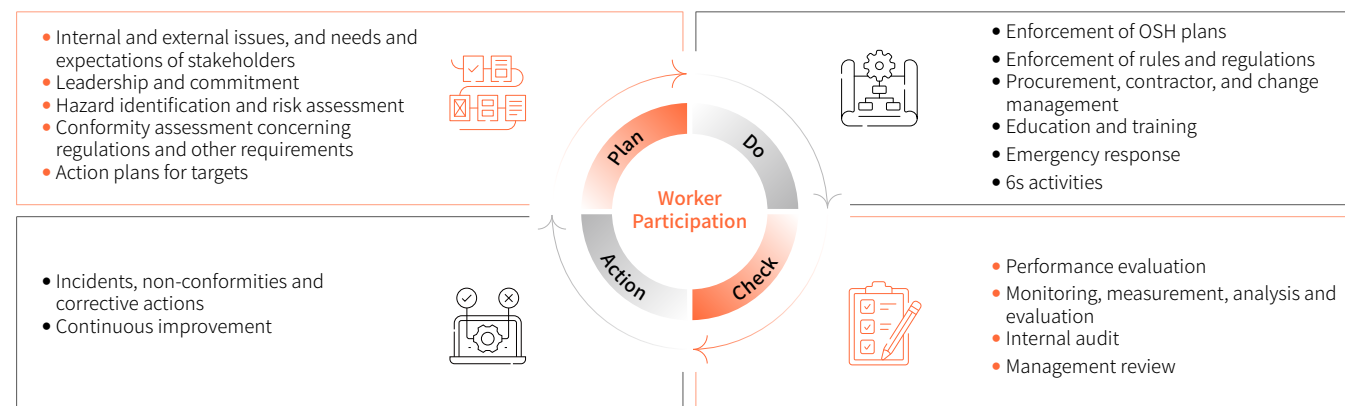 • Internal and external issues, and needs and
expectations of stakeholders
• Leadership and commitment
• Hazard identification and risk assessment
• Conformity assessment concerning
regulations and other requirements
• Action plans for targets
• Enforcement of OSH plans
• Enforcement of rules and regulations
• Procurement, contractor, and change
management
• Education and training
• Emergency response
• 6s activities
Plan
Do
Worker
Participation
Action
Check
• Incidents, non-conformities and
corrective actions
• Continuous improvement
• Performance evaluation
• Monitoring, measurement, analysis and
evaluation
• Internal audit
• Management review